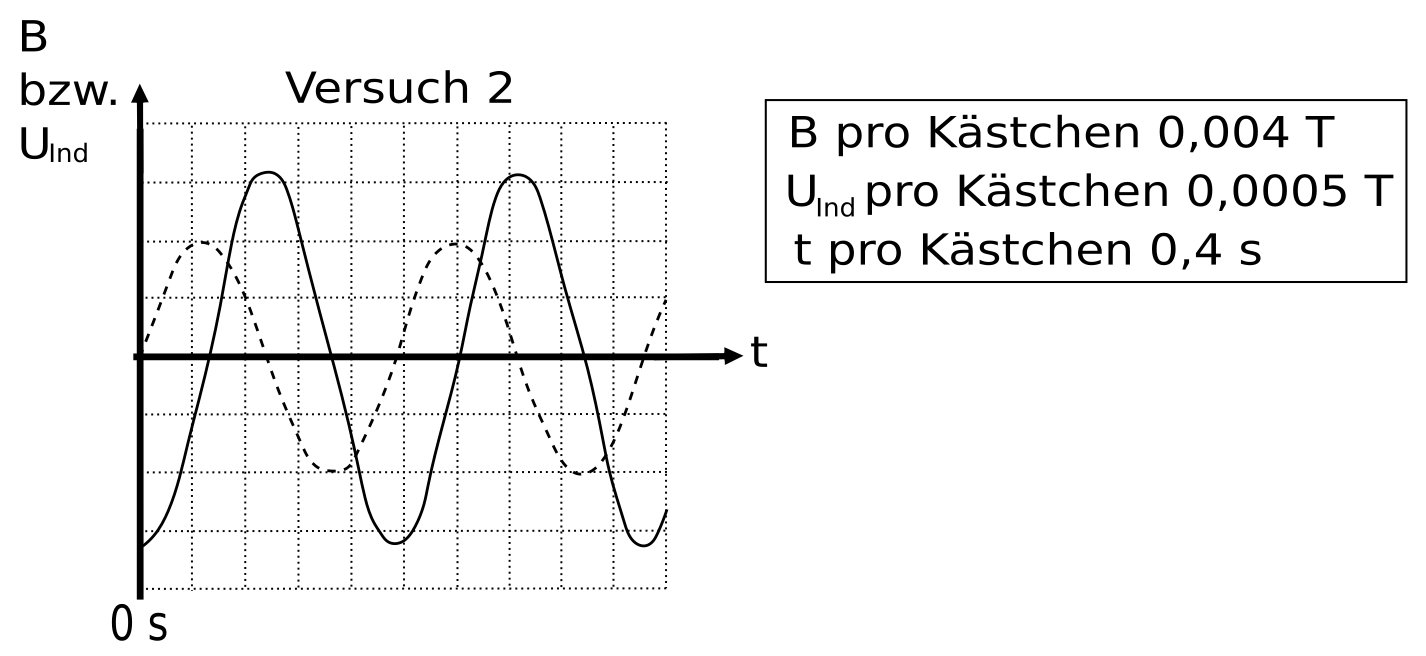 B
bzw.
UInd
Versuch 2
B pro Kästchen 0,004 T
UInd pro Kästchen 0,0005 T
t pro Kästchen 0,4 s
t
0 s